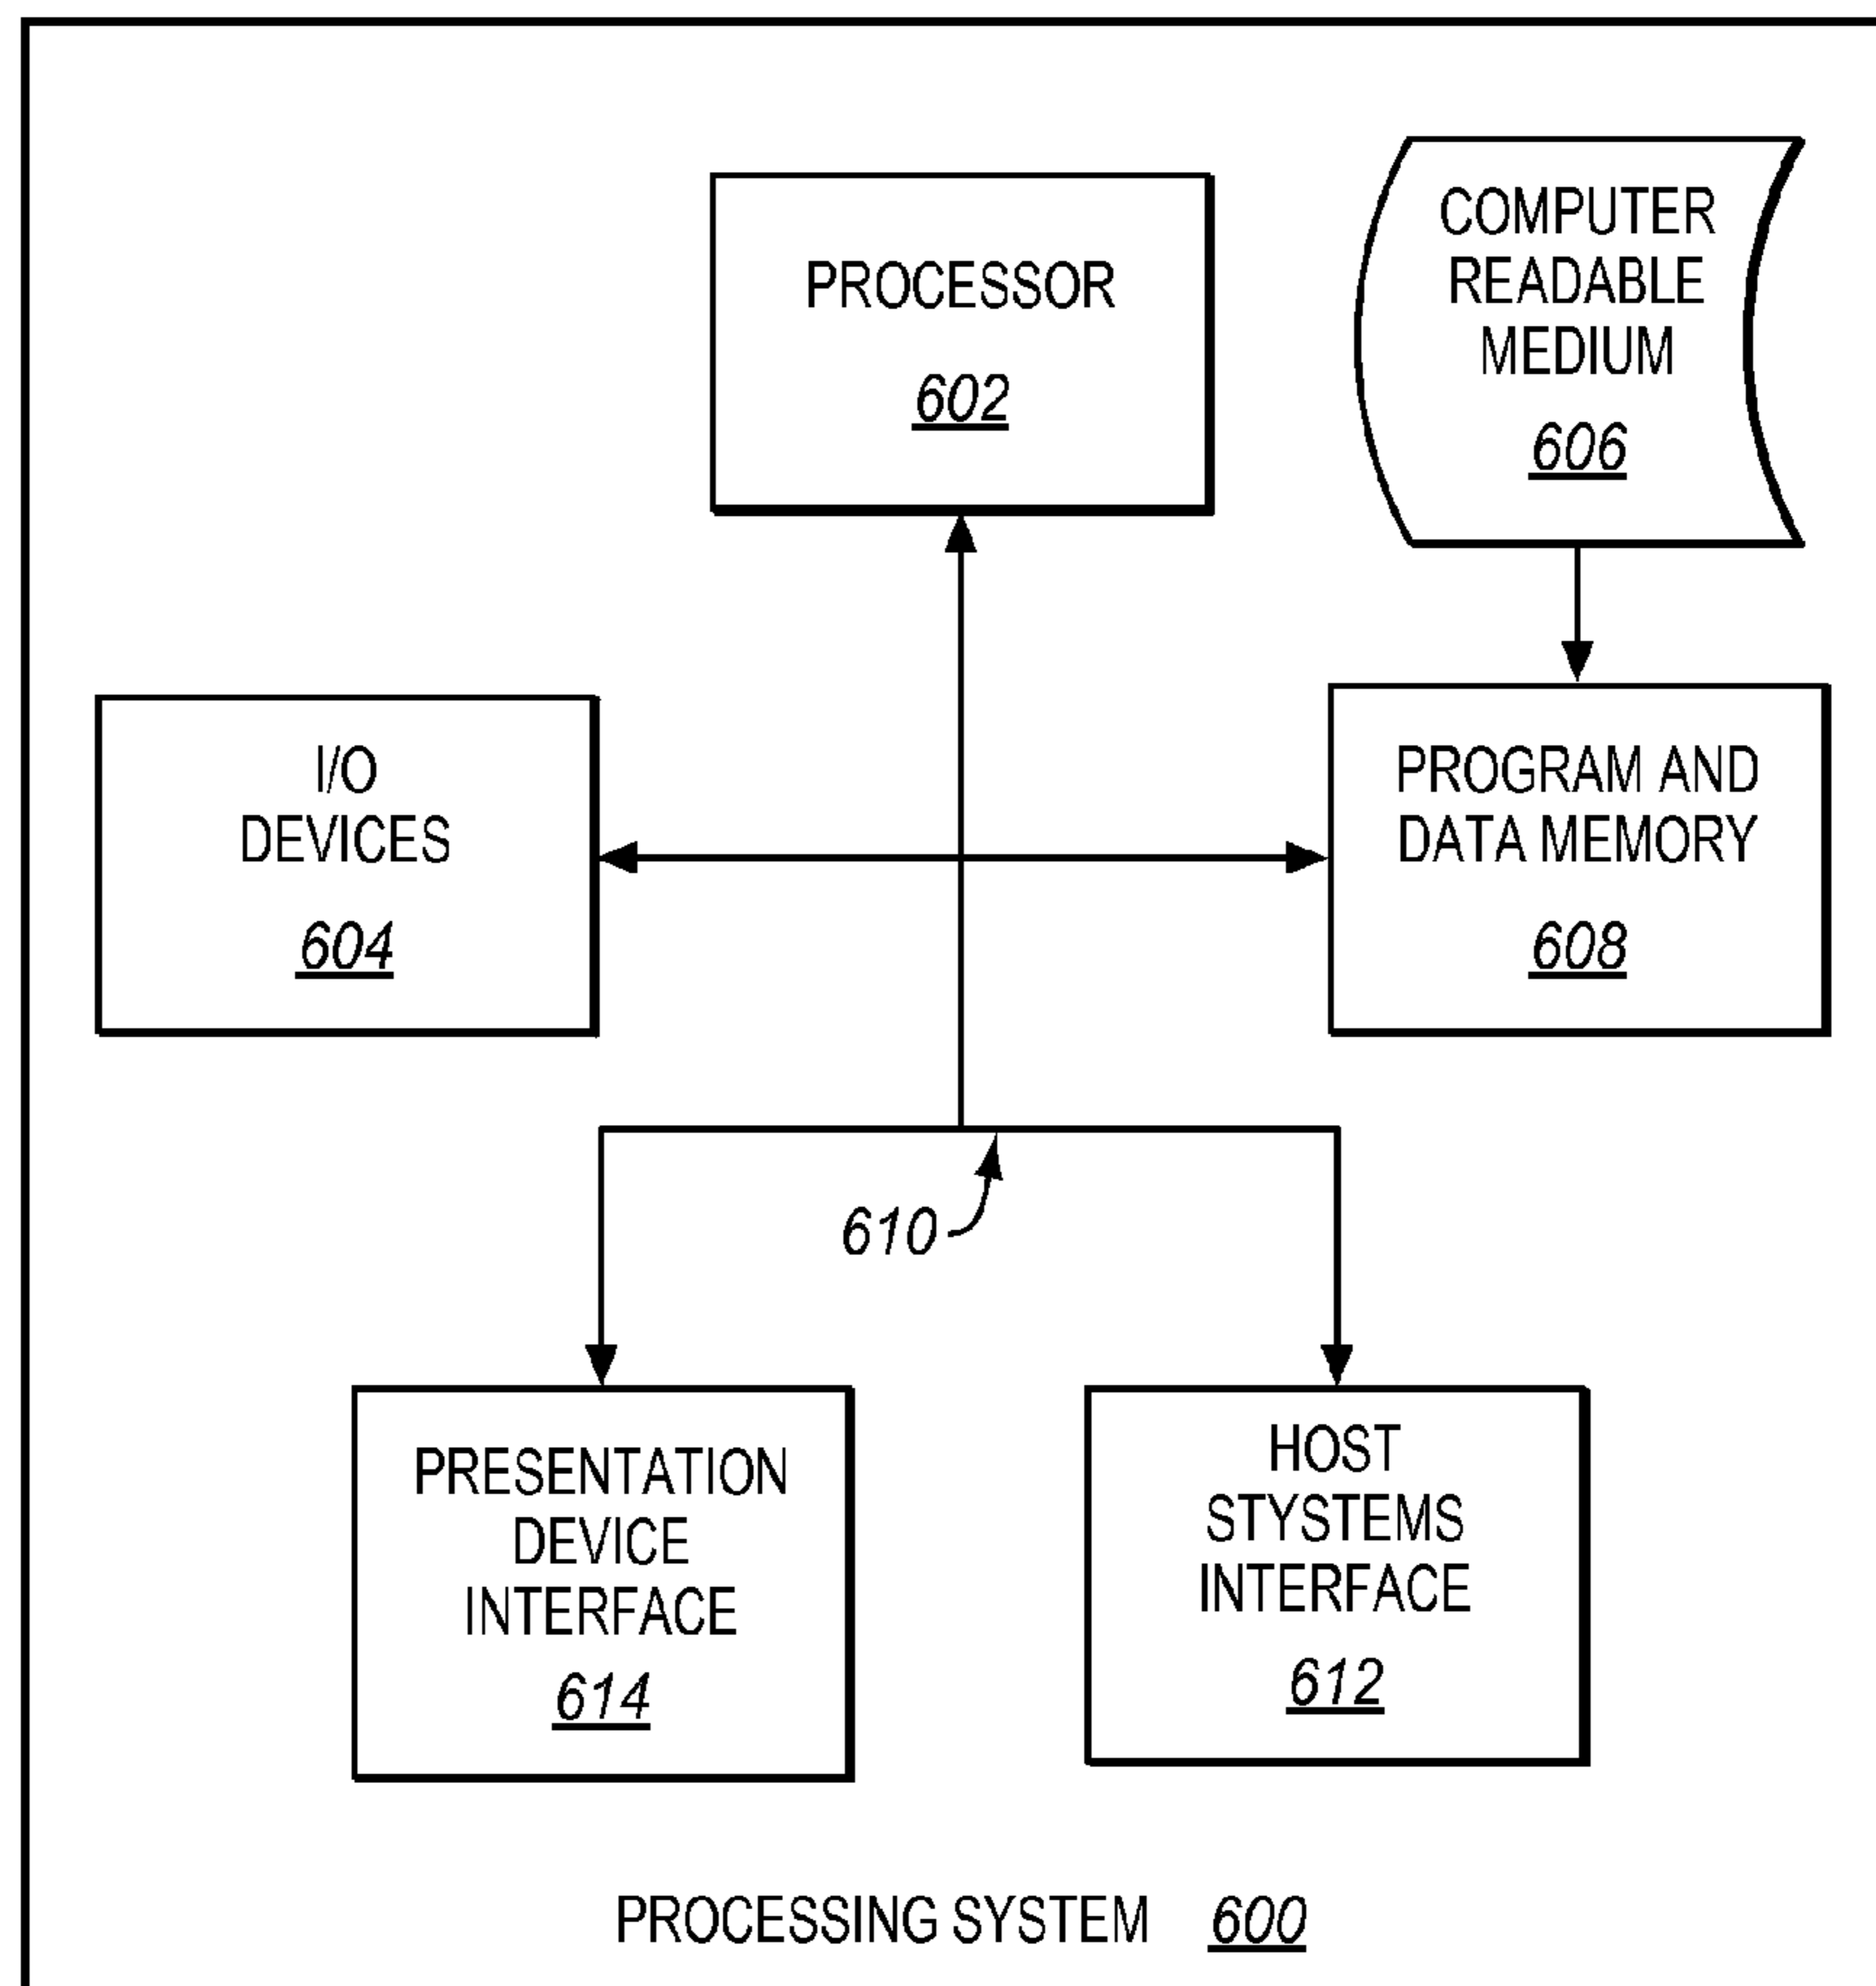 PROCESSOR
602
COMPUTER
READABLE
MEDIUM
606
I/O
DEVICES
604
PROGRAM AND
DATA MEMORY
608
610
PRESENTATION
DEVICE
INTERFACE
614
HOST
STYSTEMS
INTERFACE
612
PROCESSING SYSTEM 600